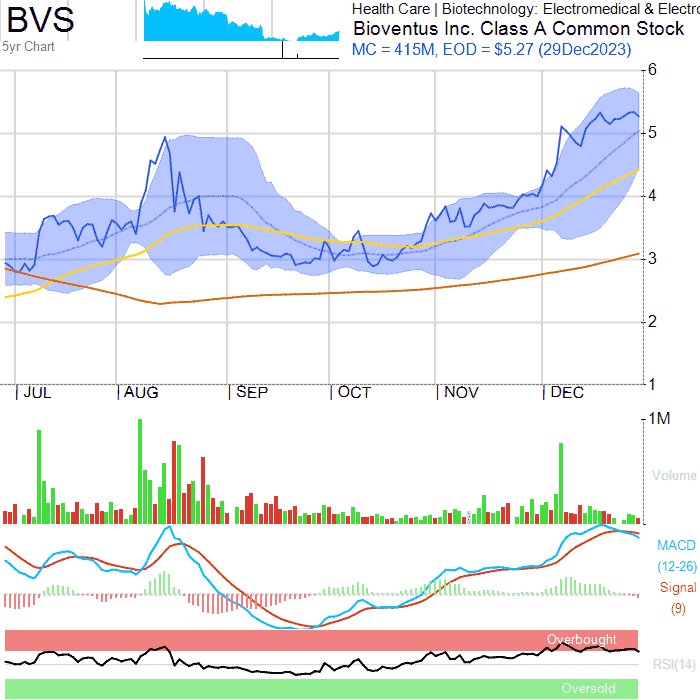 BVS
5yr Chart
Health Care | Biotechnology: Electromedical & Electro
Bioventus Inc. Class A Common Stock
MC = 415M, EOD = $5.27 (29Dec2023)
6
5
4
3
2
1
JUL AUG SEP OCT NOV DEC
1M
Volume
MACD
(12-26)
Signal
(9)
Overbought
RSI(14)
Oversold